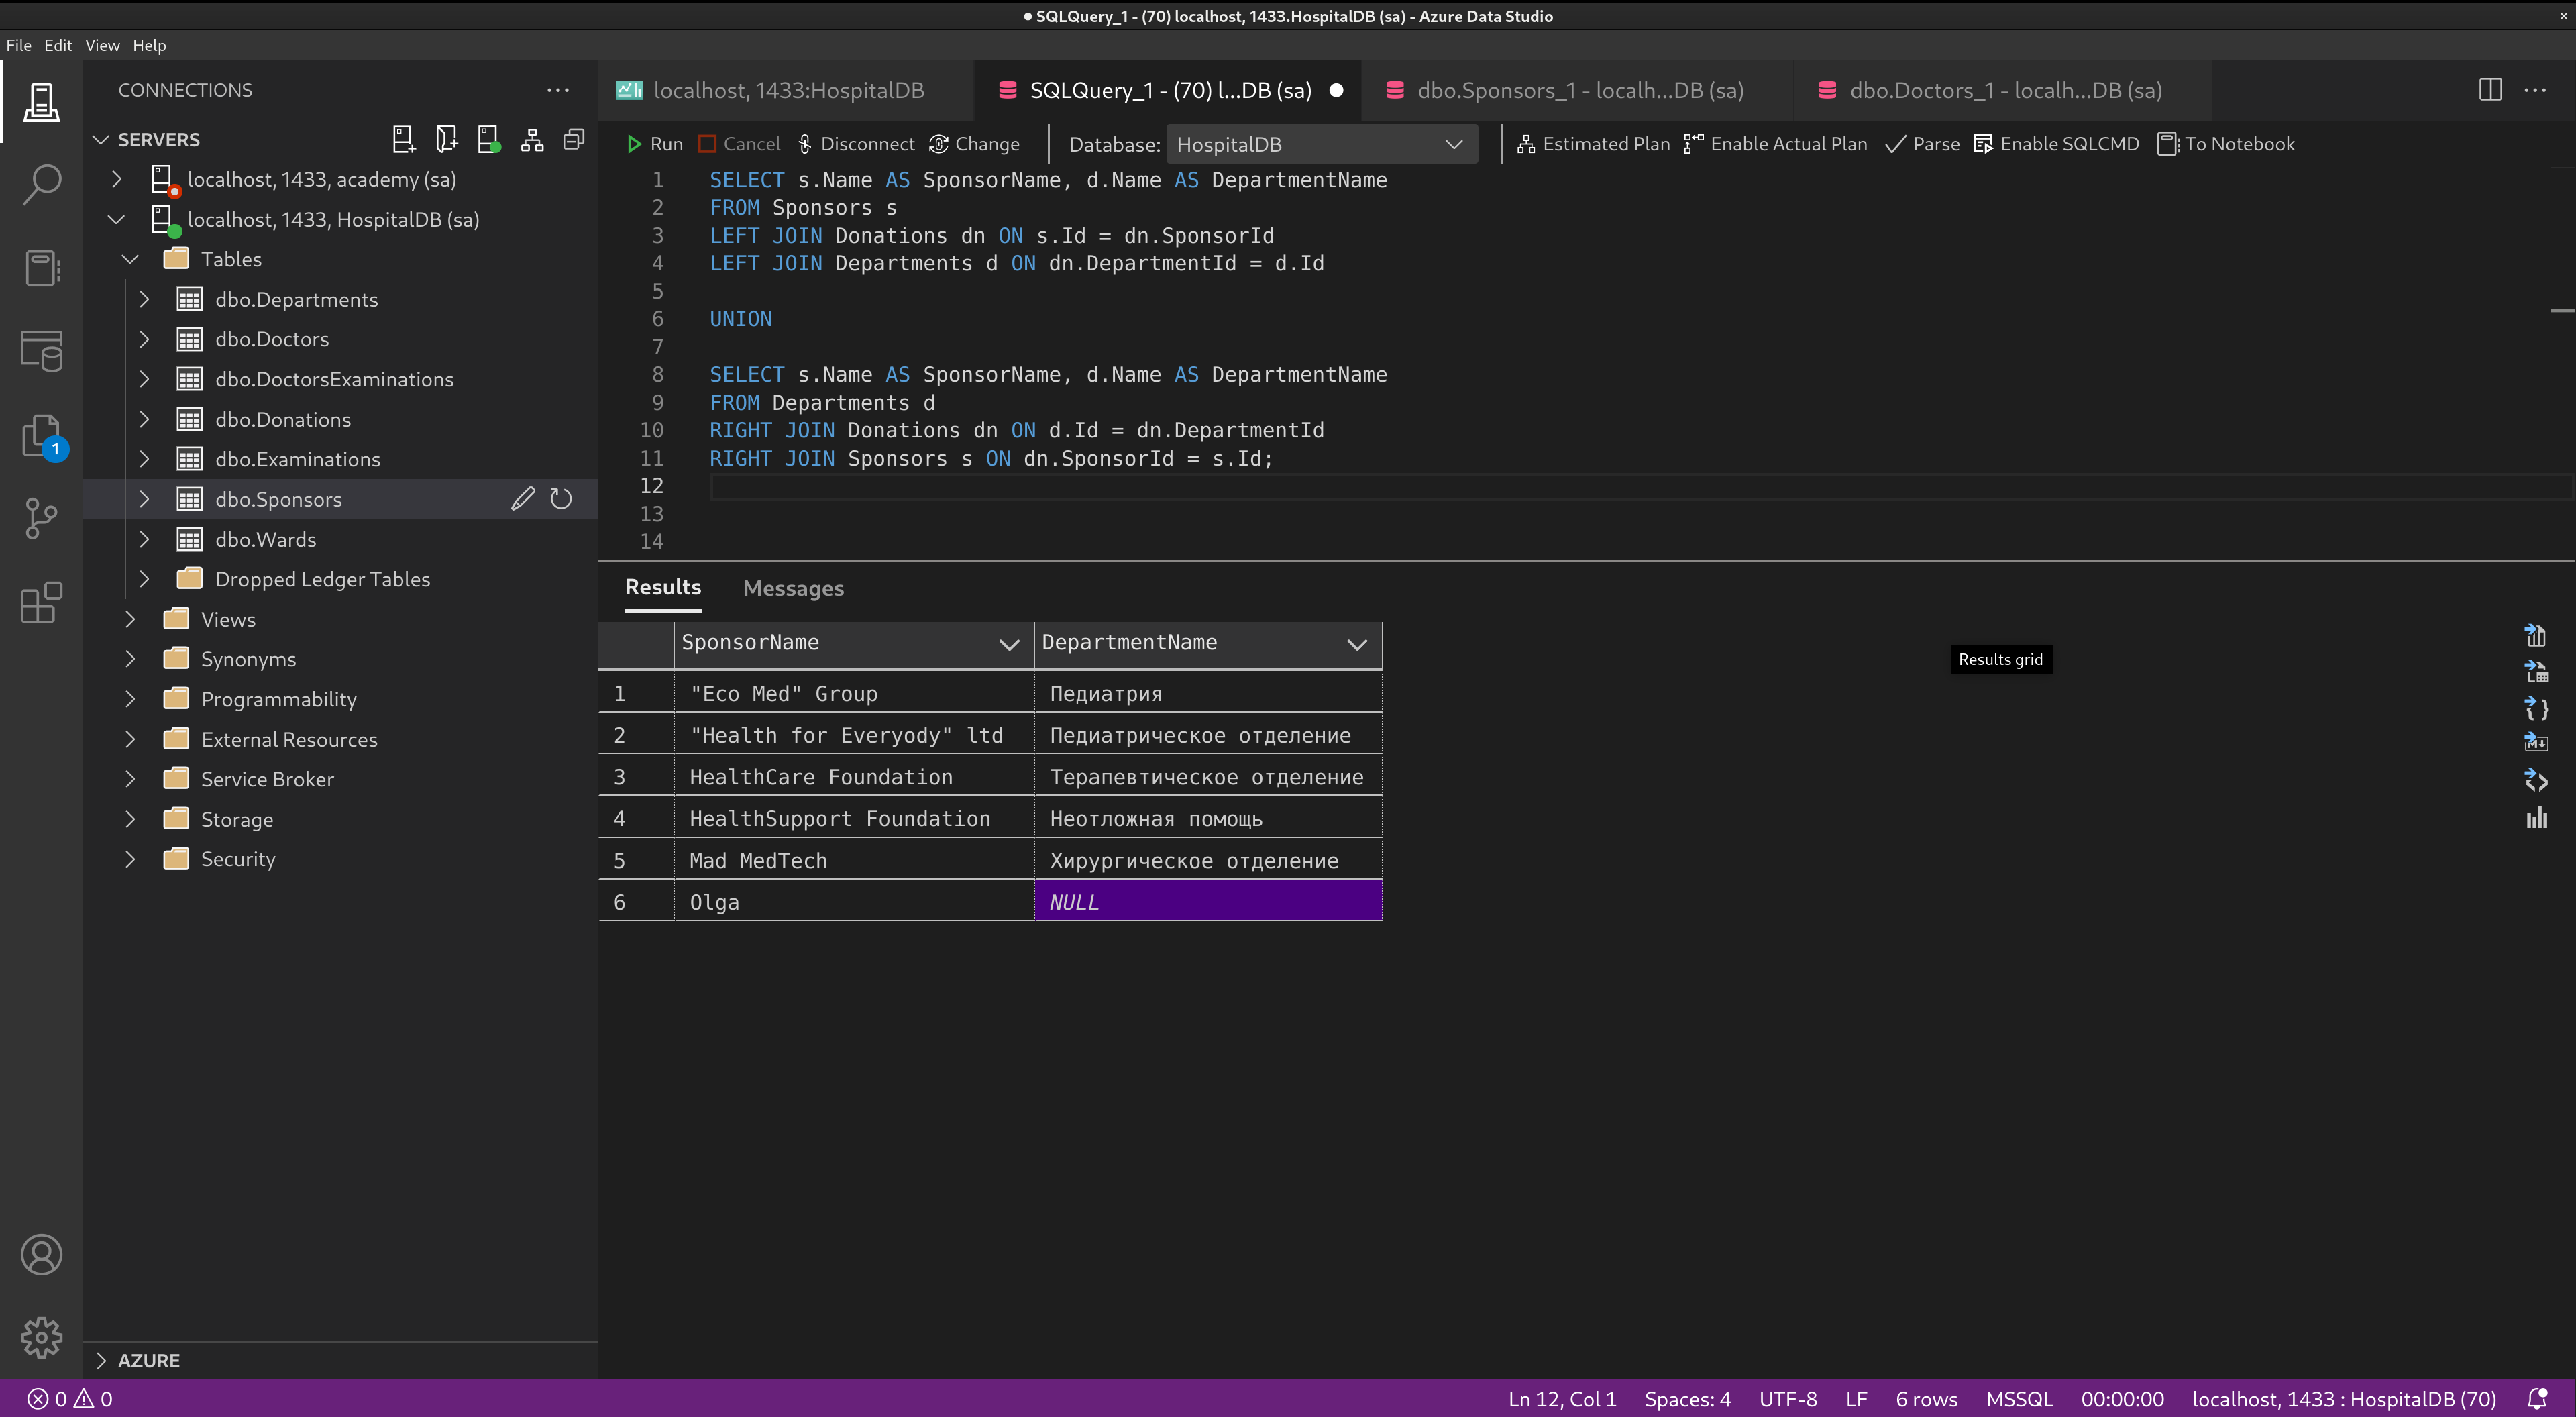 SQLQuery_1 - (70) localhost, 1433.HospitalDB (sa) - Azure Data Studio
File Edit View Help
CONNECTIONS
SERVERS
localhost, 1433, academy (sa)
localhost, 1433, HospitalDB (sa)
Tables
dbo.Departments
dbo.Doctors
dbo.DoctorsExaminations
dbo.Donations
dbo.Examinations
dbo.Sponsors
dbo.Wards
Dropped Ledger Tables
Views
Synonyms
Programmability
External Resources
Service Broker
Storage
Security
AZURE
1
localhost, 1433:HospitalDB
SQLQuery_1 - (70) l...DB (sa)
dbo.Sponsors_1 - localh...DB (sa)
dbo.Doctors_1 - localh...DB (sa)
Run Cancel Disconnect Change Database: HospitalDB Estimated Plan Enable Actual Plan Parse Enable SQLCMD To Notebook
1 SELECT s.Name AS SponsorName, d.Name AS DepartmentName
2 FROM Sponsors s
3 LEFT JOIN Donations dn ON s.Id = dn.SponsorId
4 LEFT JOIN Departments d ON dn.DepartmentId = d.Id
5
6 UNION
7
8 SELECT s.Name AS SponsorName, d.Name AS DepartmentName
9 FROM Departments d
10 RIGHT JOIN Donations dn ON d.Id = dn.DepartmentId
11 RIGHT JOIN Sponsors s ON dn.SponsorId = s.Id;
12
13
14
Results Messages
SponsorName DepartmentName
1 "Eco Med" Group Педиатрия
2 "Health for Everyody" ltd Педиатрическое отделение
3 HealthCare Foundation Терапевтическое отделение
4 HealthSupport Foundation Неотложная помощь
5 Mad MedTech Хирургическое отделение
6 Olga NULL
Results grid
0 0 Ln 12, Col 1 Spaces: 4 UTF-8 LF 6 rows MSSQL 00:00:00 localhost, 1433 : HospitalDB (70)